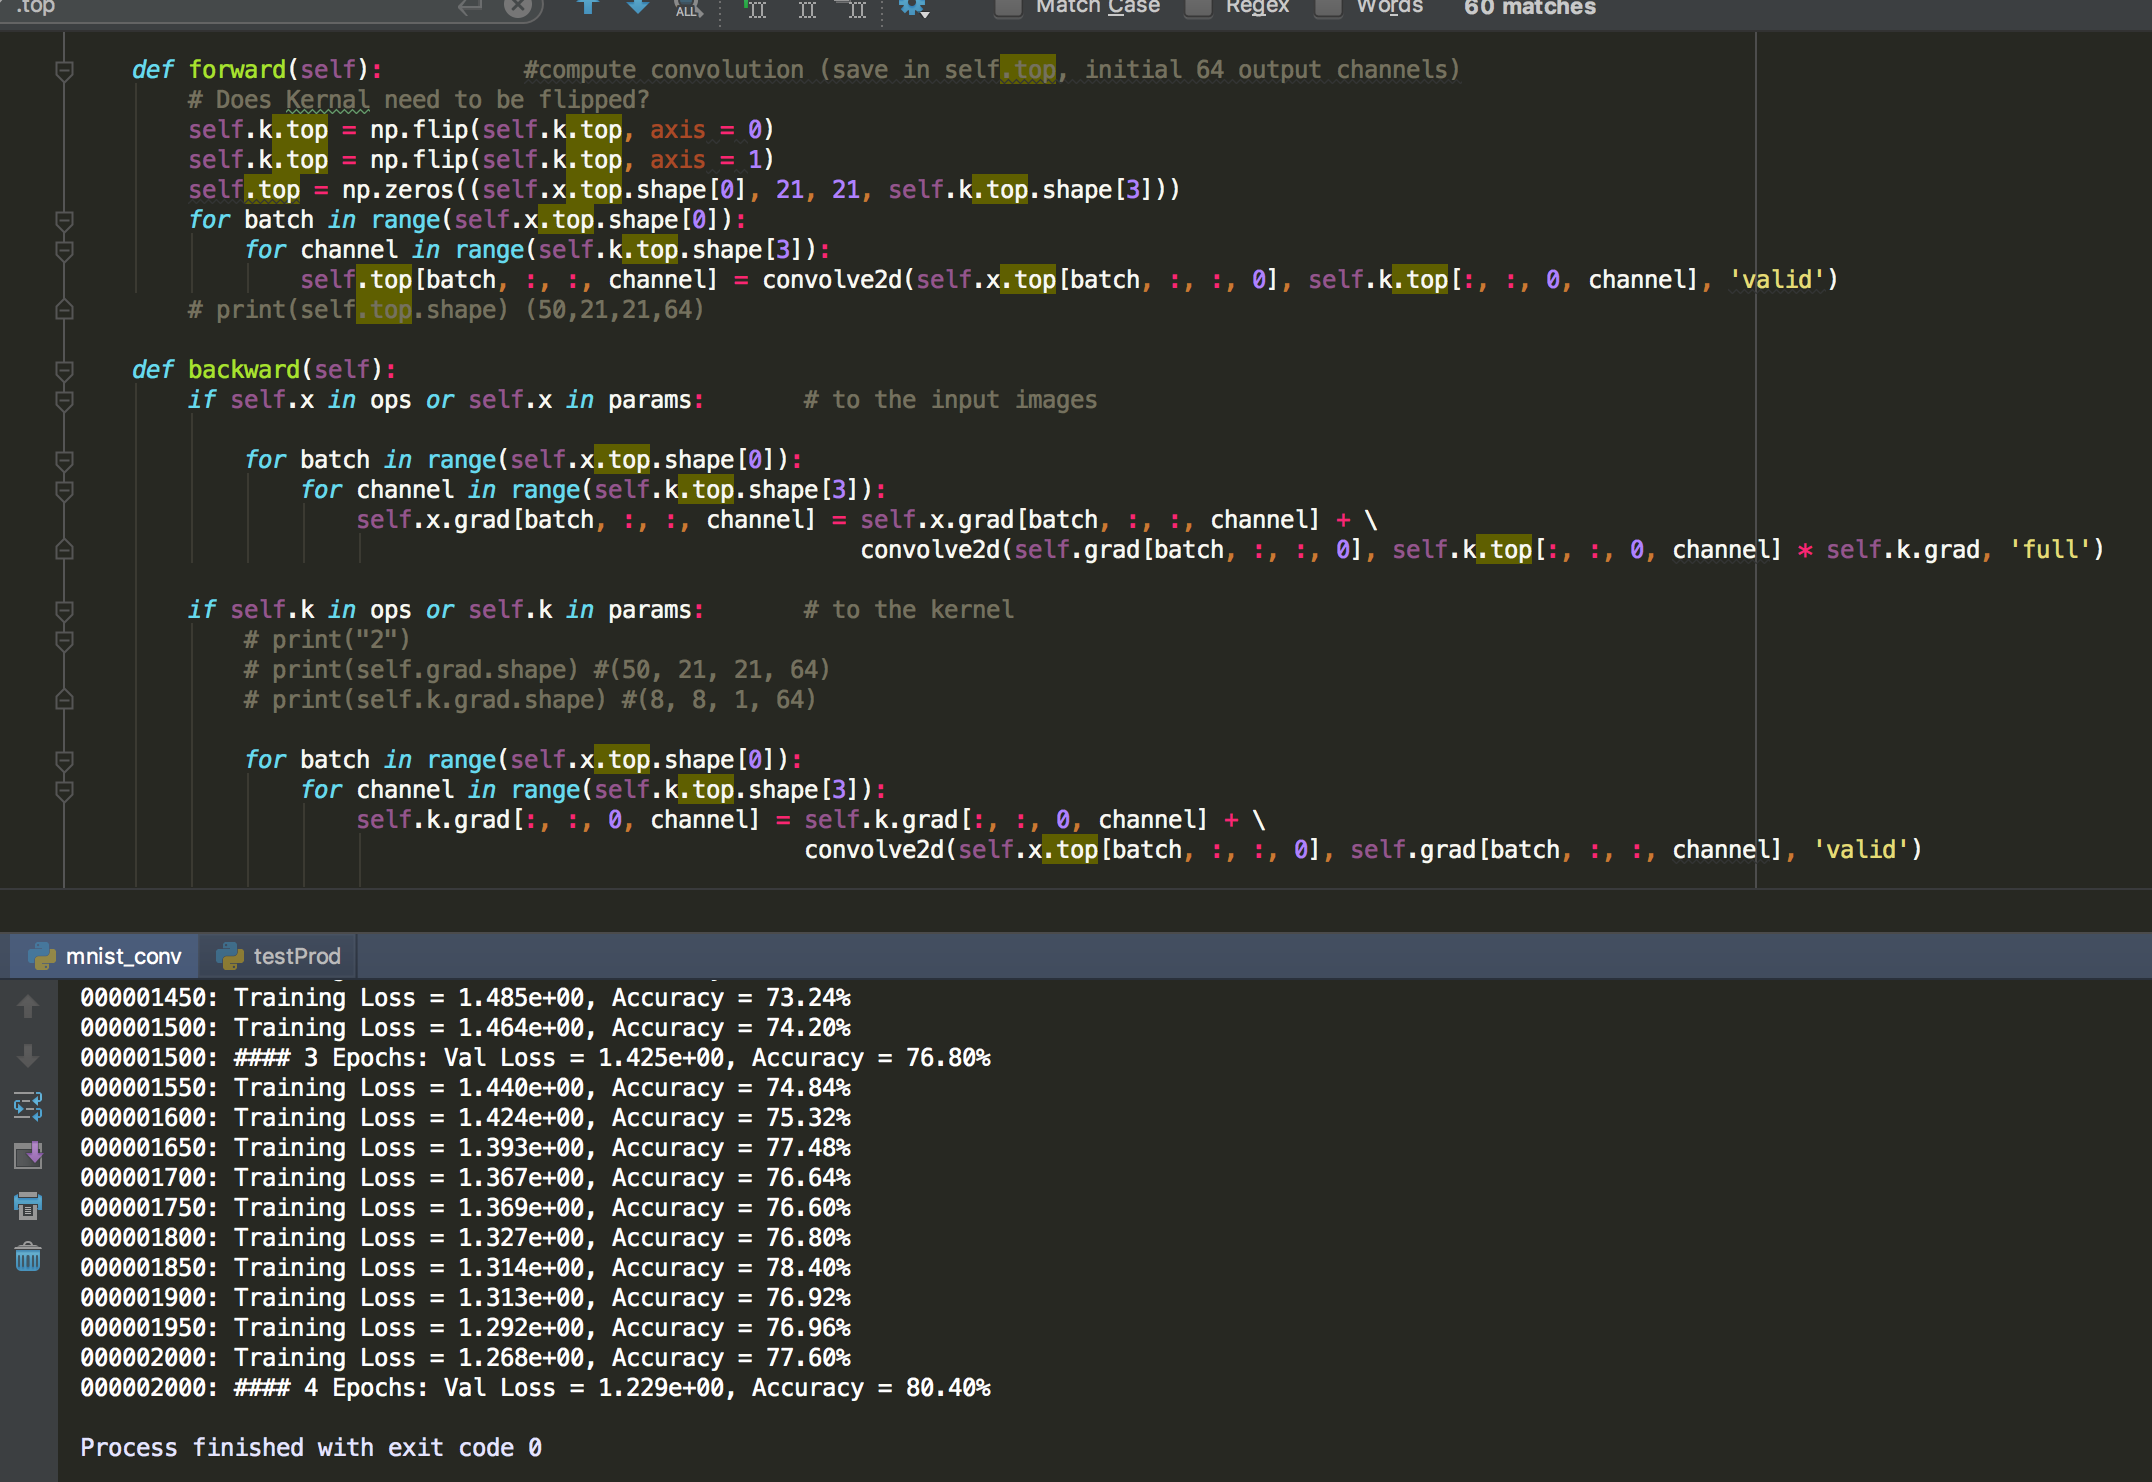 .top
ALL
Match Case Regex Words 60 matches
def forward(self): #compute convolution (save in self.top, initial 64 output channels)
# Does Kernal need to be flipped?
self.k.top = np.flip(self.k.top, axis = 0)
self.k.top = np.flip(self.k.top, axis = 1)
self.top = np.zeros((self.x.top.shape[0], 21, 21, self.k.top.shape[3]))
for batch in range(self.x.top.shape[0]):
for channel in range(self.k.top.shape[3]):
self.top[batch, :, :, channel] = convolve2d(self.x.top[batch, :, :, 0], self.k.top[:, :, 0, channel], 'valid')
# print(self.top.shape) (50,21,21,64)
def backward(self):
if self.x in ops or self.x in params: # to the input images
for batch in range(self.x.top.shape[0]):
for channel in range(self.k.top.shape[3]):
self.x.grad[batch, :, :, channel] = self.x.grad[batch, :, :, channel] + \
convolve2d(self.grad[batch, :, :, 0], self.k.top[:, :, 0, channel] * self.k.grad, 'full')
if self.k in ops or self.k in params: # to the kernel
# print("2")
# print(self.grad.shape) #(50, 21, 21, 64)
# print(self.k.grad.shape) #(8, 8, 1, 64)
for batch in range(self.x.top.shape[0]):
for channel in range(self.k.top.shape[3]):
self.k.grad[:, :, 0, channel] = self.k.grad[:, :, 0, channel] + \
convolve2d(self.x.top[batch, :, :, 0], self.grad[batch, :, :, channel], 'valid')
mnist_conv testProd
000001450: Training Loss = 1.485e+00, Accuracy = 73.24%
000001500: Training Loss = 1.464e+00, Accuracy = 74.20%
000001500: #### 3 Epochs: Val Loss = 1.425e+00, Accuracy = 76.80%
000001550: Training Loss = 1.440e+00, Accuracy = 74.84%
000001600: Training Loss = 1.424e+00, Accuracy = 75.32%
000001650: Training Loss = 1.393e+00, Accuracy = 77.48%
000001700: Training Loss = 1.367e+00, Accuracy = 76.64%
000001750: Training Loss = 1.369e+00, Accuracy = 76.60%
000001800: Training Loss = 1.327e+00, Accuracy = 76.80%
000001850: Training Loss = 1.314e+00, Accuracy = 78.40%
000001900: Training Loss = 1.313e+00, Accuracy = 76.92%
000001950: Training Loss = 1.292e+00, Accuracy = 76.96%
000002000: Training Loss = 1.268e+00, Accuracy = 77.60%
000002000: #### 4 Epochs: Val Loss = 1.229e+00, Accuracy = 80.40%
Process finished with exit code 0